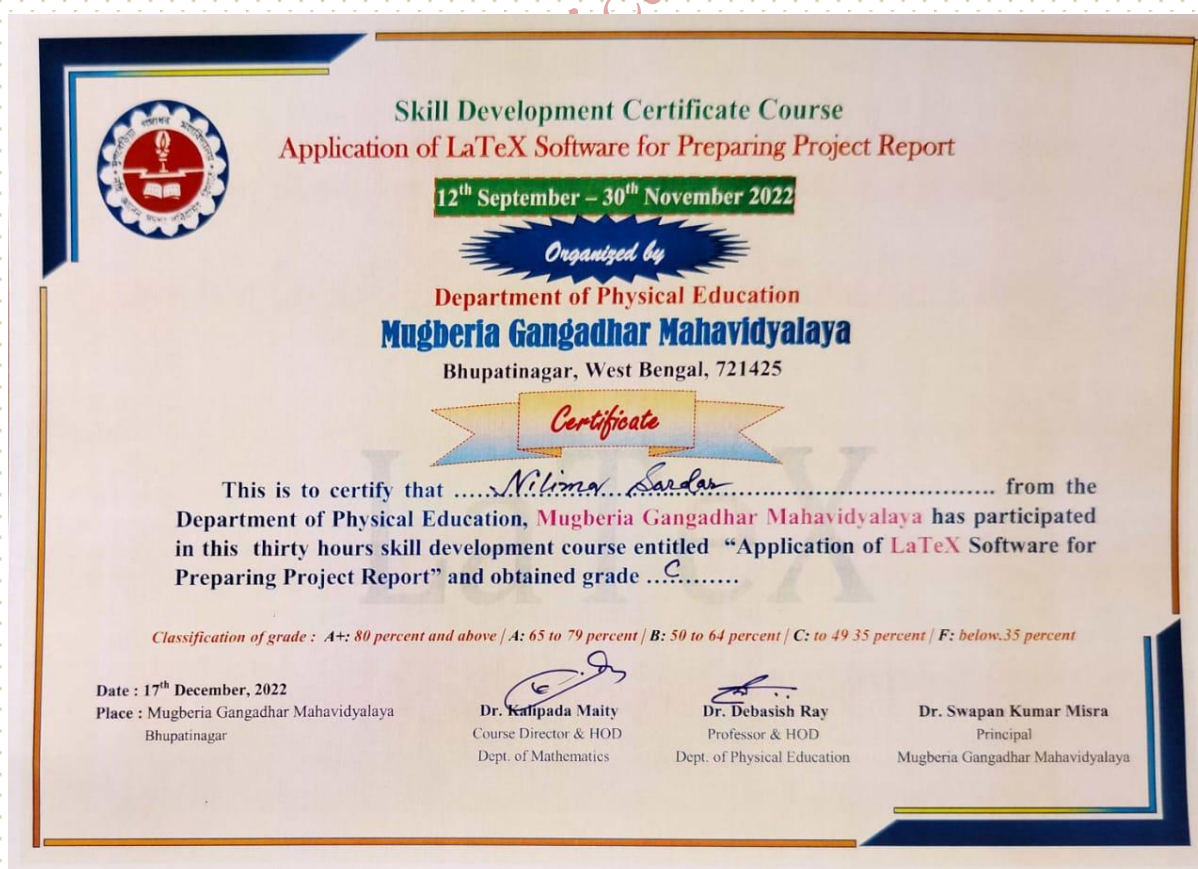 Skill Development Certificate Course
Application of LaTeX Software for Preparing Project Report
12th September – 30th November 2022
Organized by
Department of Physical Education
Mugberia Gangadhar Mahavidyalaya
Bhupatinagar, West Bengal, 721425
Certificate
LaTeX
This is to certify that ..... Nilima Sardar ..................................... from the
Department of Physical Education, Mugberia Gangadhar Mahavidyalaya has participated
in this thirty hours skill development course entitled “Application of LaTeX Software for
Preparing Project Report” and obtained grade ...C.........
Classification of grade : A+: 80 percent and above | A: 65 to 79 percent | B: 50 to 64 percent | C: to 49 35 percent | F: below.35 percent
Date : 17th December, 2022
Place : Mugberia Gangadhar Mahavidyalaya
Bhupatinagar
Dr. Kalipada Maity
Course Director & HOD
Dept. of Mathematics
Dr. Debasish Ray
Professor & HOD
Dept. of Physical Education
Dr. Swapan Kumar Misra
Principal
Mugberia Gangadhar Mahavidyalaya